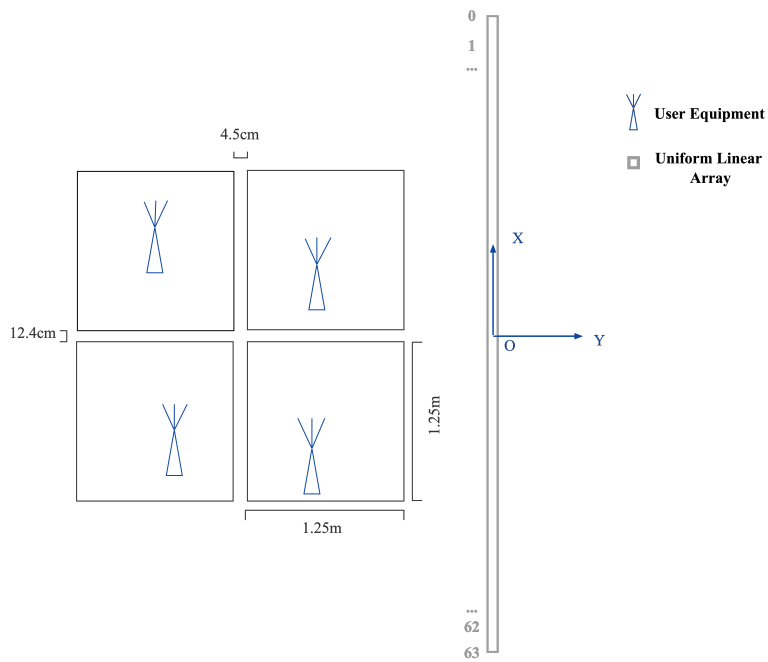 0
1
...
User Equipment
4.5cm
Uniform Linear
Array
X
12.4cm
O
Y
1.25m
1.25m
...
62
63